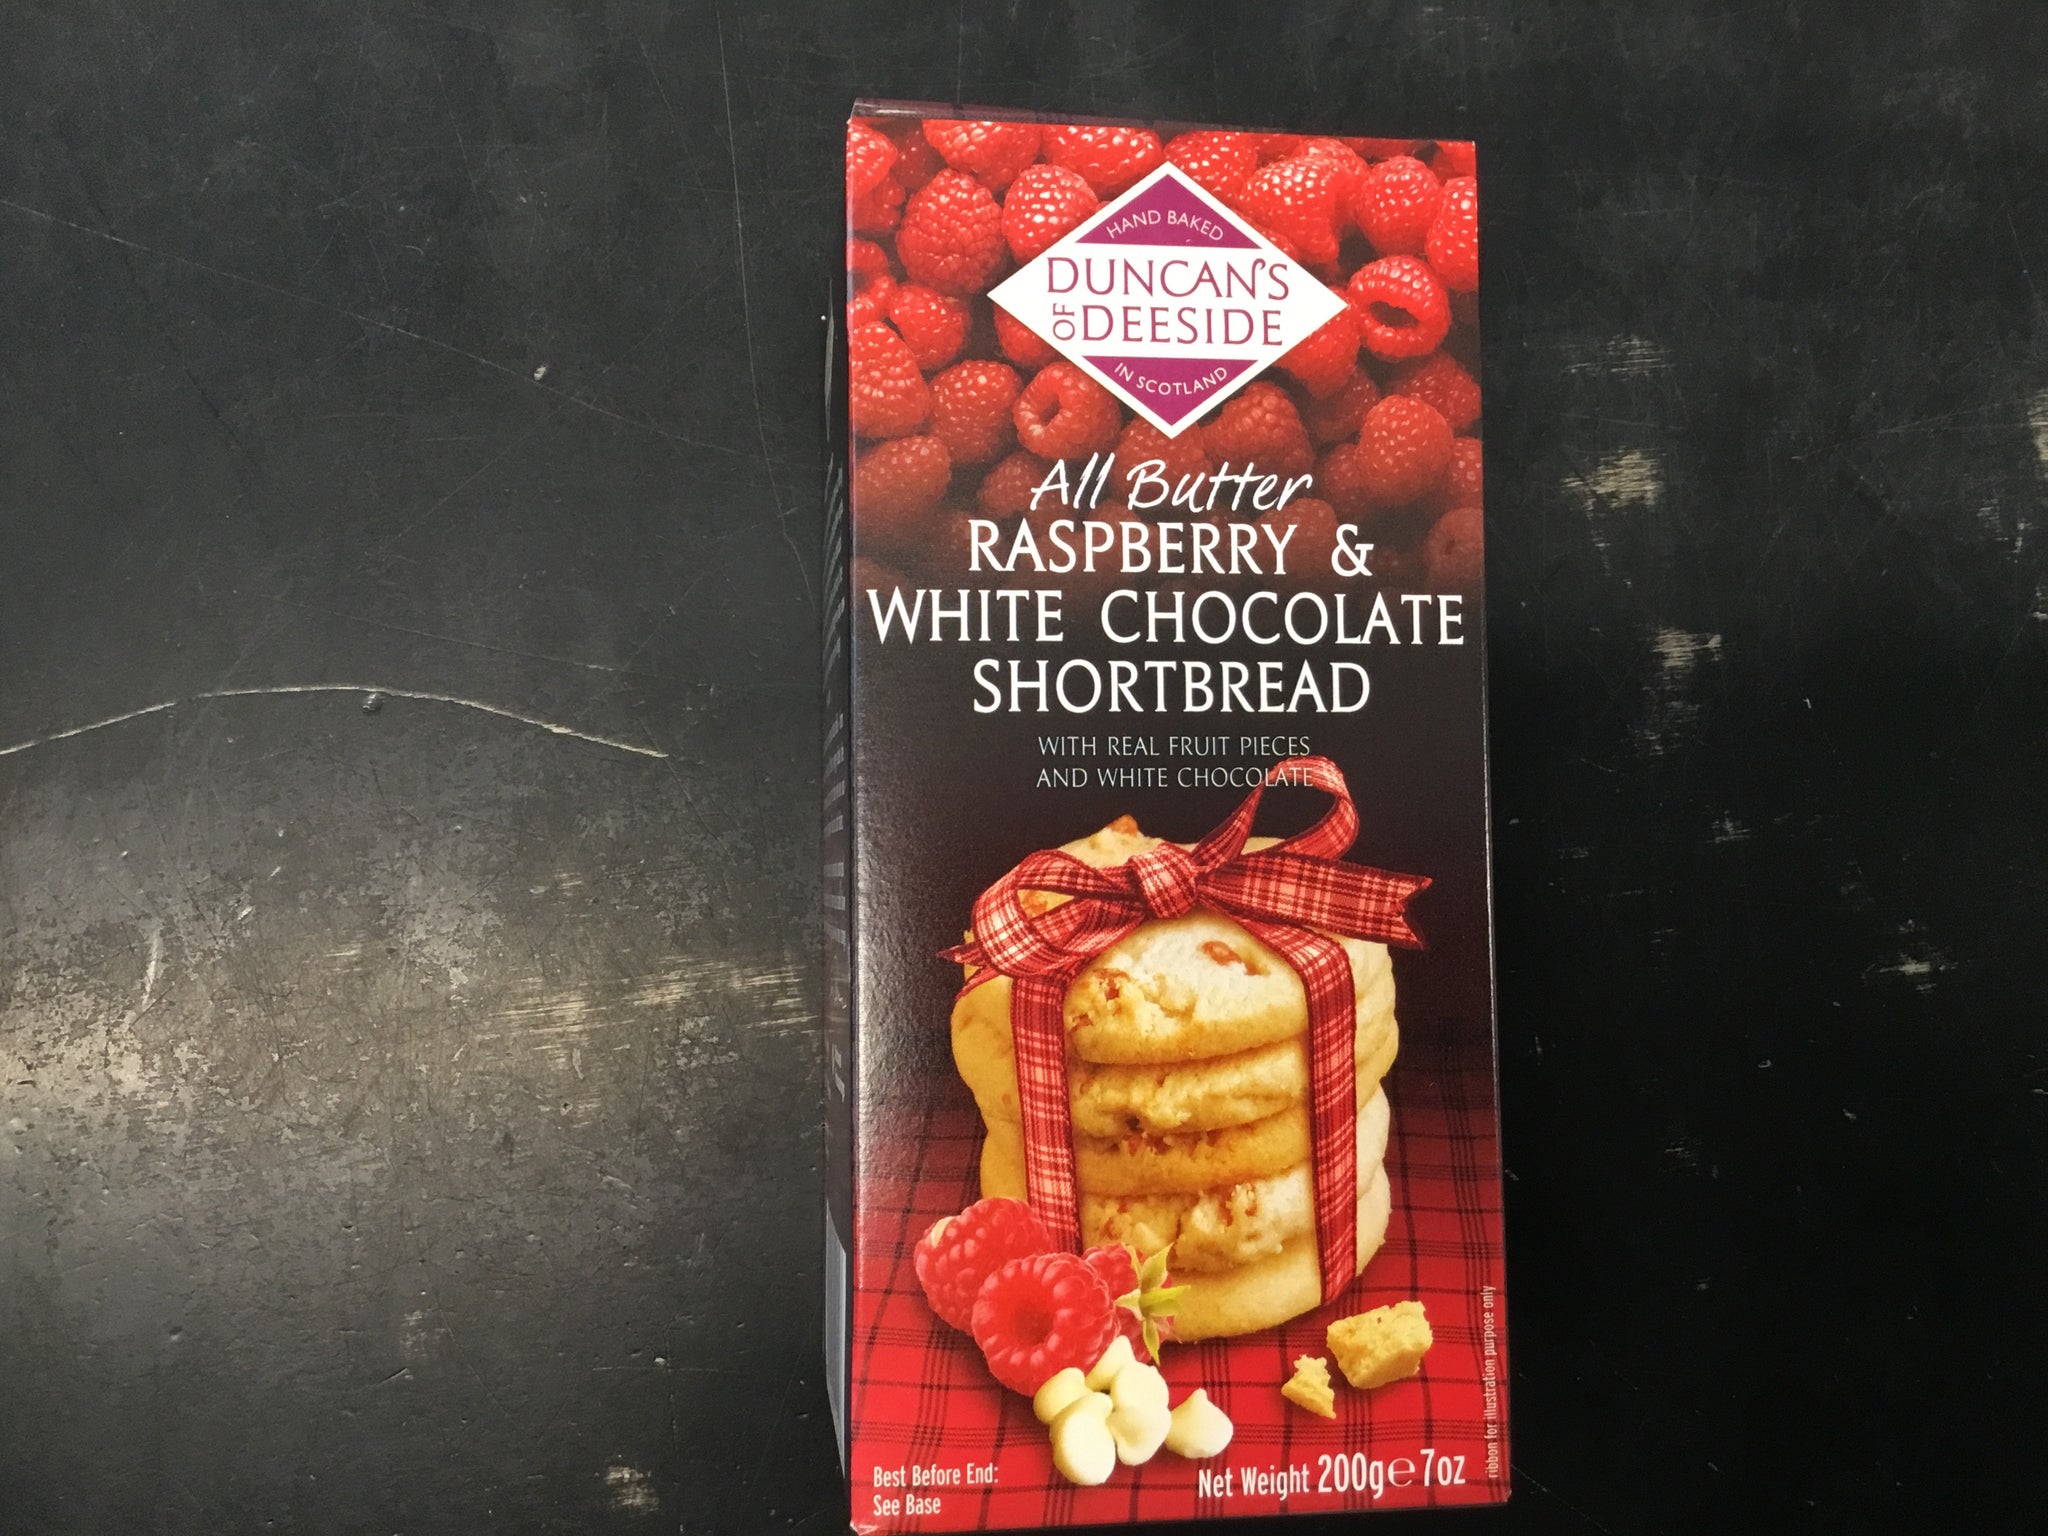 HAND BAKED
DUNCAN'S
OF DEESIDE
IN SCOTLAND
All Butter
RASPBERRY &
WHITE CHOCOLATE
SHORTBREAD
WITH REAL FRUIT PIECES
AND WHITE CHOCOLATE
ribbon for illustration purpose only
Best Before End:
See Base
Net Weight 200g℮ 7oz